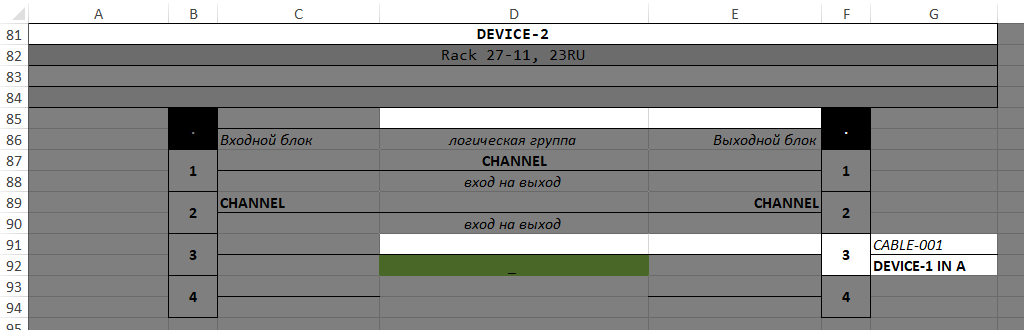 A B C D E F G
81 DEVICE-2
82 Rack 27-11, 23RU
83
84
85
. .
86 Входной блок логическая группа Выходной блок
87 CHANNEL
1 1
88 вход на выход
89 CHANNEL CHANNEL
2 2
90 вход на выход
91 CABLE-001
3 3
92 _ DEVICE-1 IN A
93
4 4
94
95